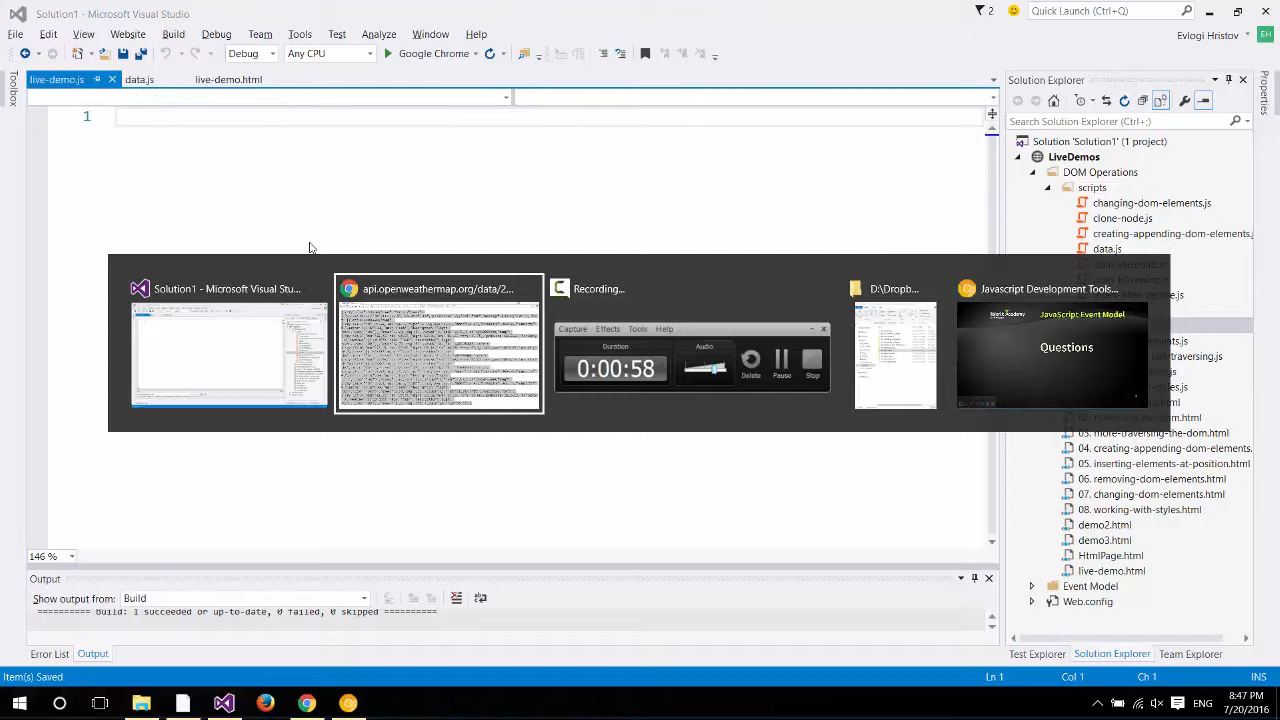 Solution1 - Microsoft Visual Studio
2
Quick Launch (Ctrl+Q)
File Edit View Website Build Debug Team Tools Test Analyze Window Help
Evlogi Hristov EH
Debug Any CPU Google Chrome
Toolbox
live-demo.js data.js live-demo.html
1
Solution Explorer
Properties
Search Solution Explorer (Ctrl+;)
Solution 'Solution1' (1 project)
LiveDemos
DOM Operations
scripts
changing-dom-elements.js
clone-node.js
creating-appending-dom-elements.
data.js
Solution1 - Microsoft Visual Stu...
api.openweathermap.org/data/2...
Recording...
D:\Dropb...
Javascript Development Tools...
Capture Effects Tools Help
Duration
Audio
0:00:58
Delete Pause Stop
Telerik Academy
JavaScript Event Model
Questions
03. more-traversing-the-dom.html
04. creating-appending-dom-elements.
05. inserting-elements-at-position.html
06. removing-dom-elements.html
07. changing-dom-elements.html
08. working-with-styles.html
demo2.html
demo3.html
HtmlPage.html
live-demo.html
Event Model
Web.config
146 %
Output
Show output from: Build
========== Build: 1 succeeded or up-to-date, 0 failed, 0 skipped ==========
Error List Output
Test Explorer Solution Explorer Team Explorer
Item(s) Saved
Ln 1 Col 1 Ch 1 INS
ENG
8:47 PM
7/20/2016